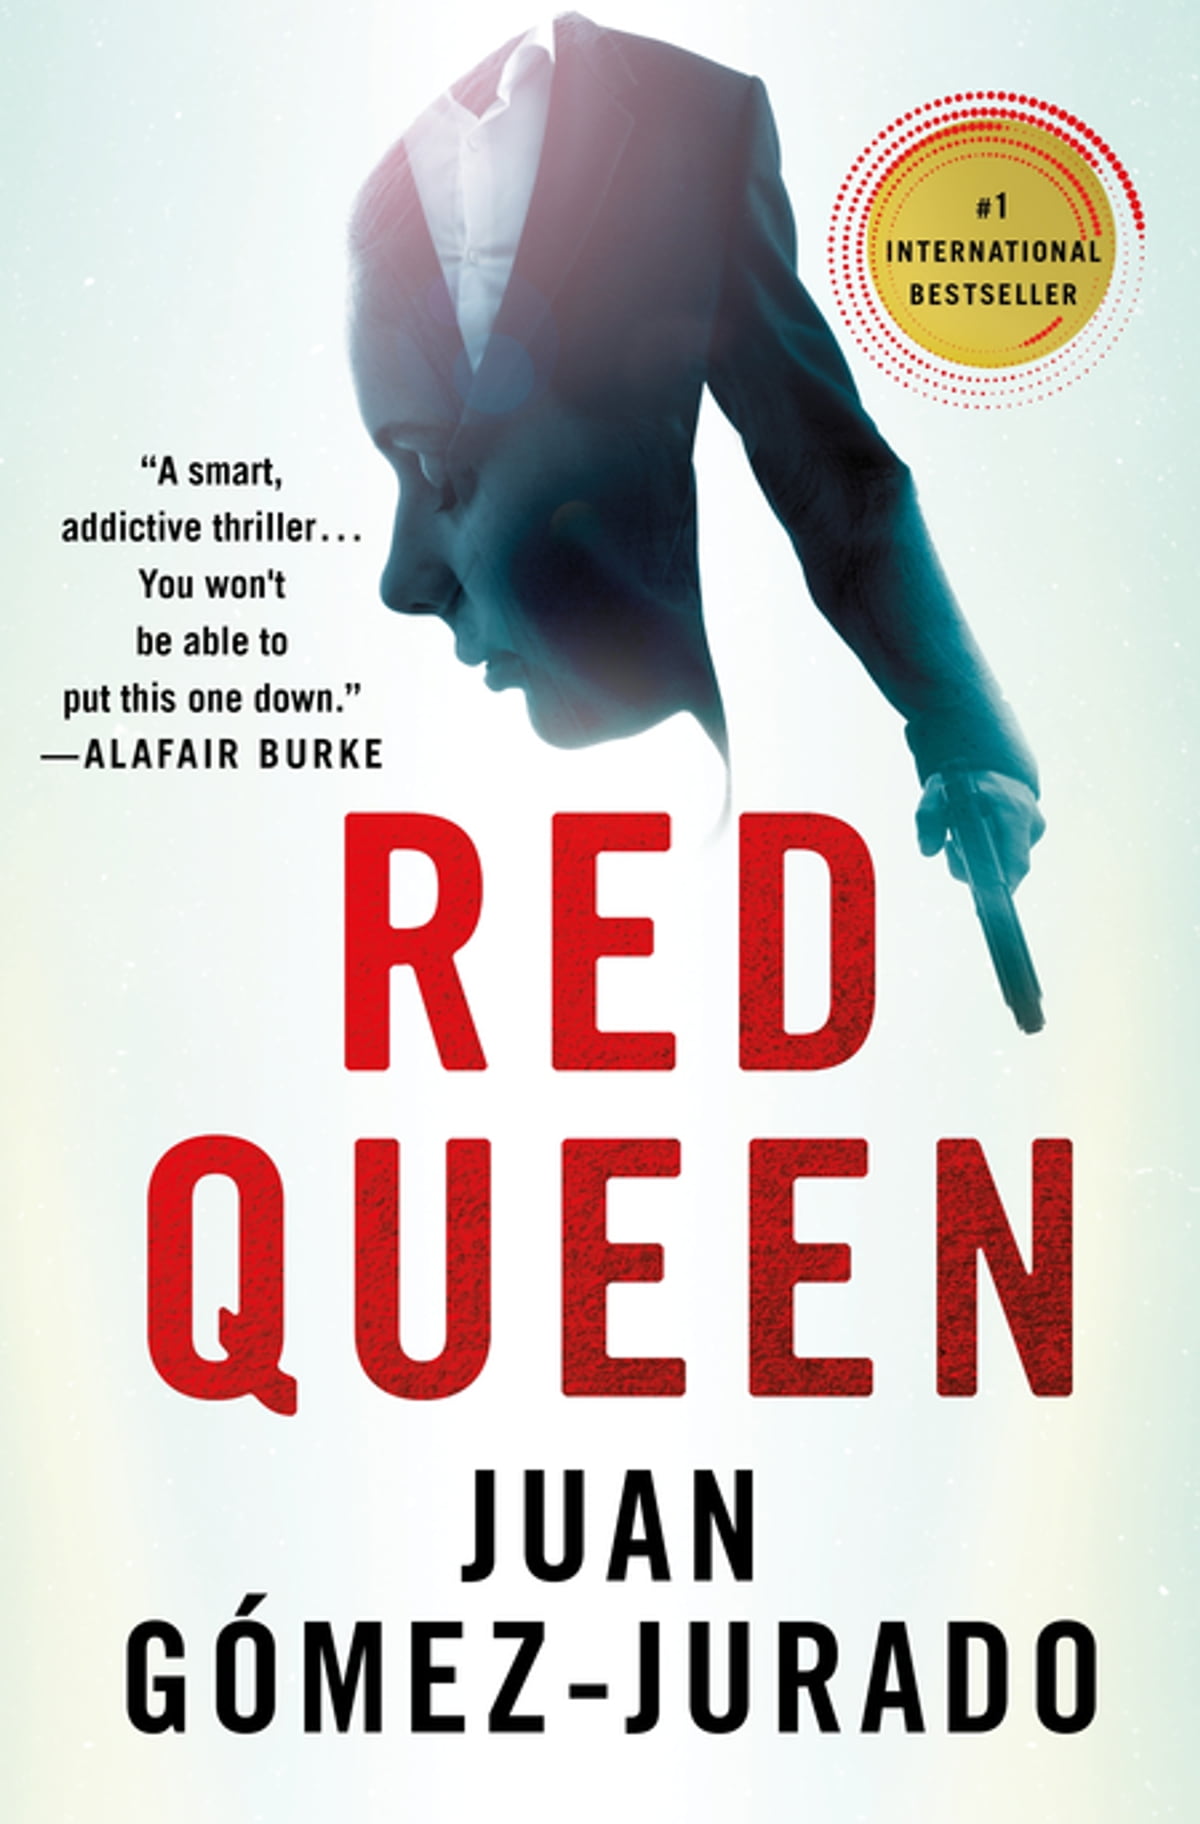 #1
INTERNATIONAL
BESTSELLER
“A smart,
addictive thriller...
You won't
be able to
put this one down.”
—ALAFAIR BURKE
RED
QUEEN
JUAN
GÓMEZ-JURADO